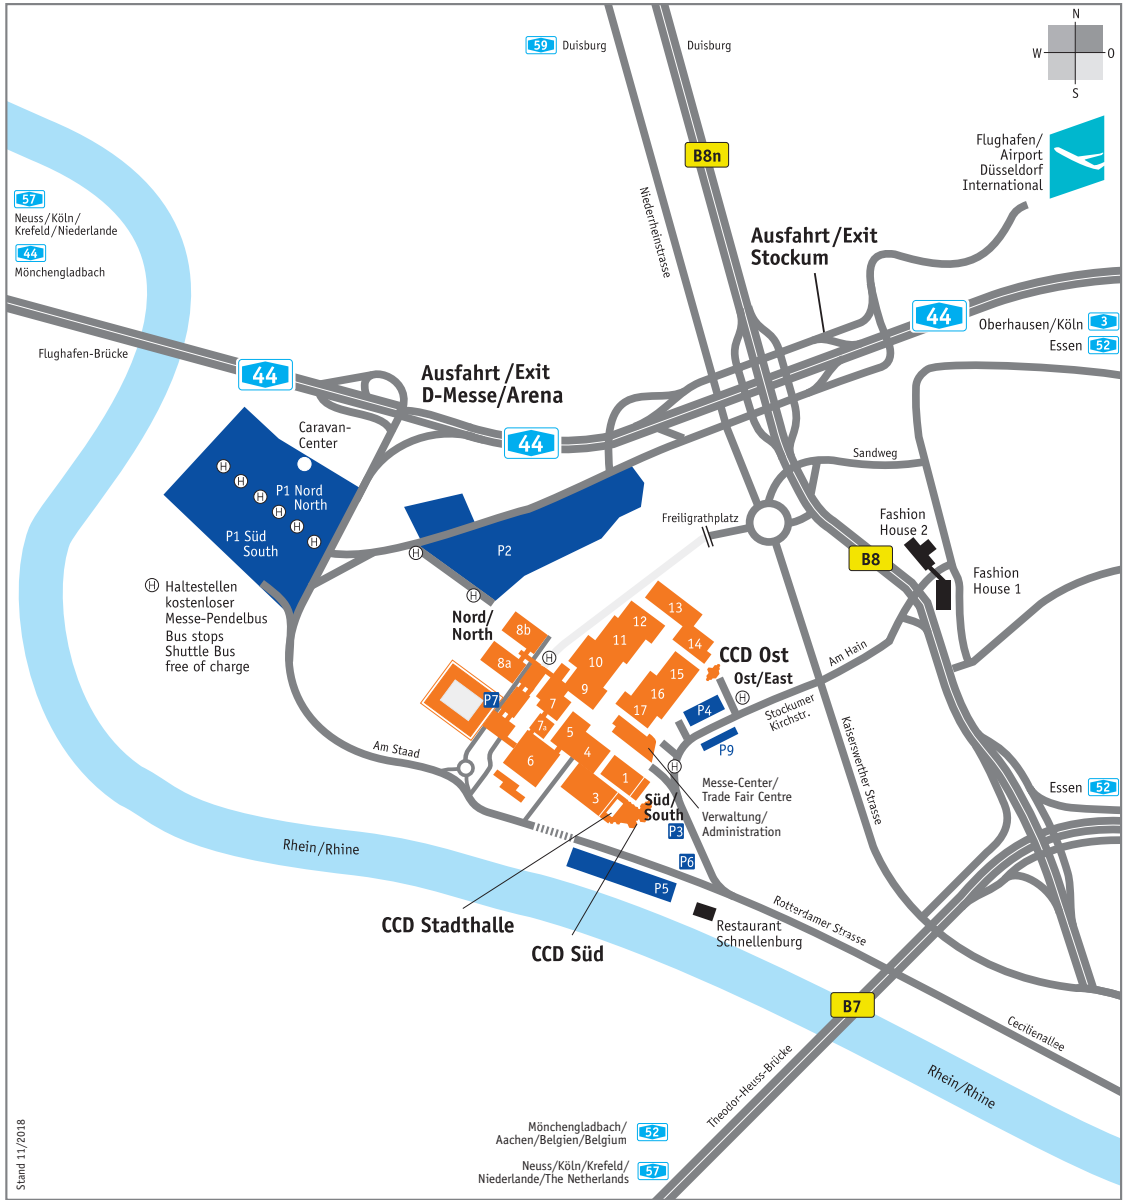 N
W
O
S
59 Duisburg
Duisburg
B8n
Flughafen/
Airport
Düsseldorf
International
57
Neuss/Köln/
Krefeld/Niederlande
44
Mönchengladbach
Niederrheinstrasse
Ausfahrt/Exit
Stockum
44
Oberhausen/Köln 3
Essen 52
Flughafen-Brücke
44
Ausfahrt/Exit
D-Messe/Arena
44
Caravan-
Center
H
H
H
H
H
H
P1 Nord
North
P1 Süd
South
Sandweg
Freiligrathplatz
Fashion
House 2
B8
Fashion
House 1
H
P2
H
H Haltestellen
kostenloser
Messe-Pendelbus
Bus stops
Shuttle Bus
free of charge
Nord/
North
8b
8a
H
P7
13
12
11
14
10
15
9
16
17
7
7a
5
4
6
1
3
CCD Ost
Ost/East
H
P4
P9
Am Hain
Stockumer
Kirchstr.
Kaiserswerther Strasse
Am Staad
H
Messe-Center/
Trade Fair Centre
Verwaltung/
Administration
Süd/
South
P3
P6
P5
Essen 52
Rhein/Rhine
CCD Stadthalle
CCD Süd
Restaurant
Schnellenburg
Rotterdamer Strasse
B7
Cecilienallee
Rhein/Rhine
Theodor-Heuss-Brücke
Mönchengladbach/
Aachen/Belgien/Belgium
52
Neuss/Köln/Krefeld/
Niederlande/The Netherlands
57
Stand 11/2018